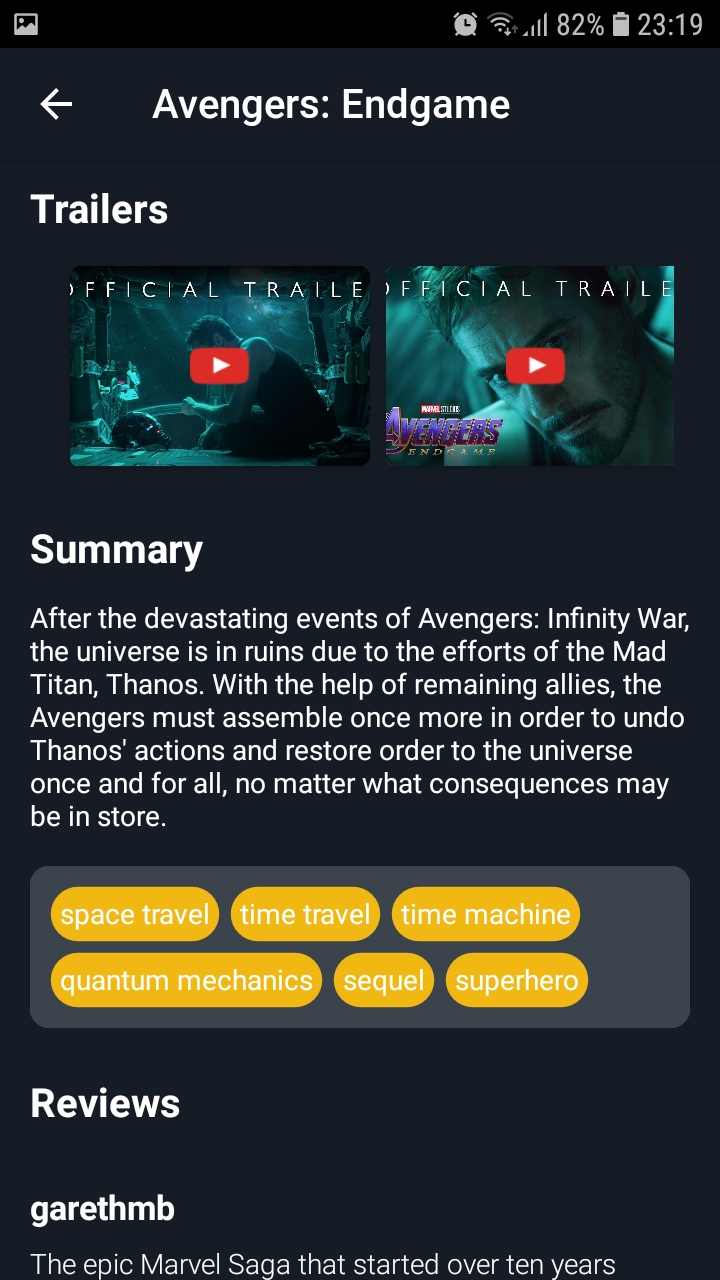 82% 23:19
Avengers: Endgame
Trailers
OFFICIAL TRAILE
OFFICIAL TRAILE
MARVEL STUDIOS
AVENGERS
ENDGAME
Summary
After the devastating events of Avengers: Infinity War,
the universe is in ruins due to the efforts of the Mad
Titan, Thanos. With the help of remaining allies, the
Avengers must assemble once more in order to undo
Thanos' actions and restore order to the universe
once and for all, no matter what consequences may
be in store.
space travel time travel time machine
quantum mechanics sequel superhero
Reviews
garethmb
The epic Marvel Saga that started over ten years